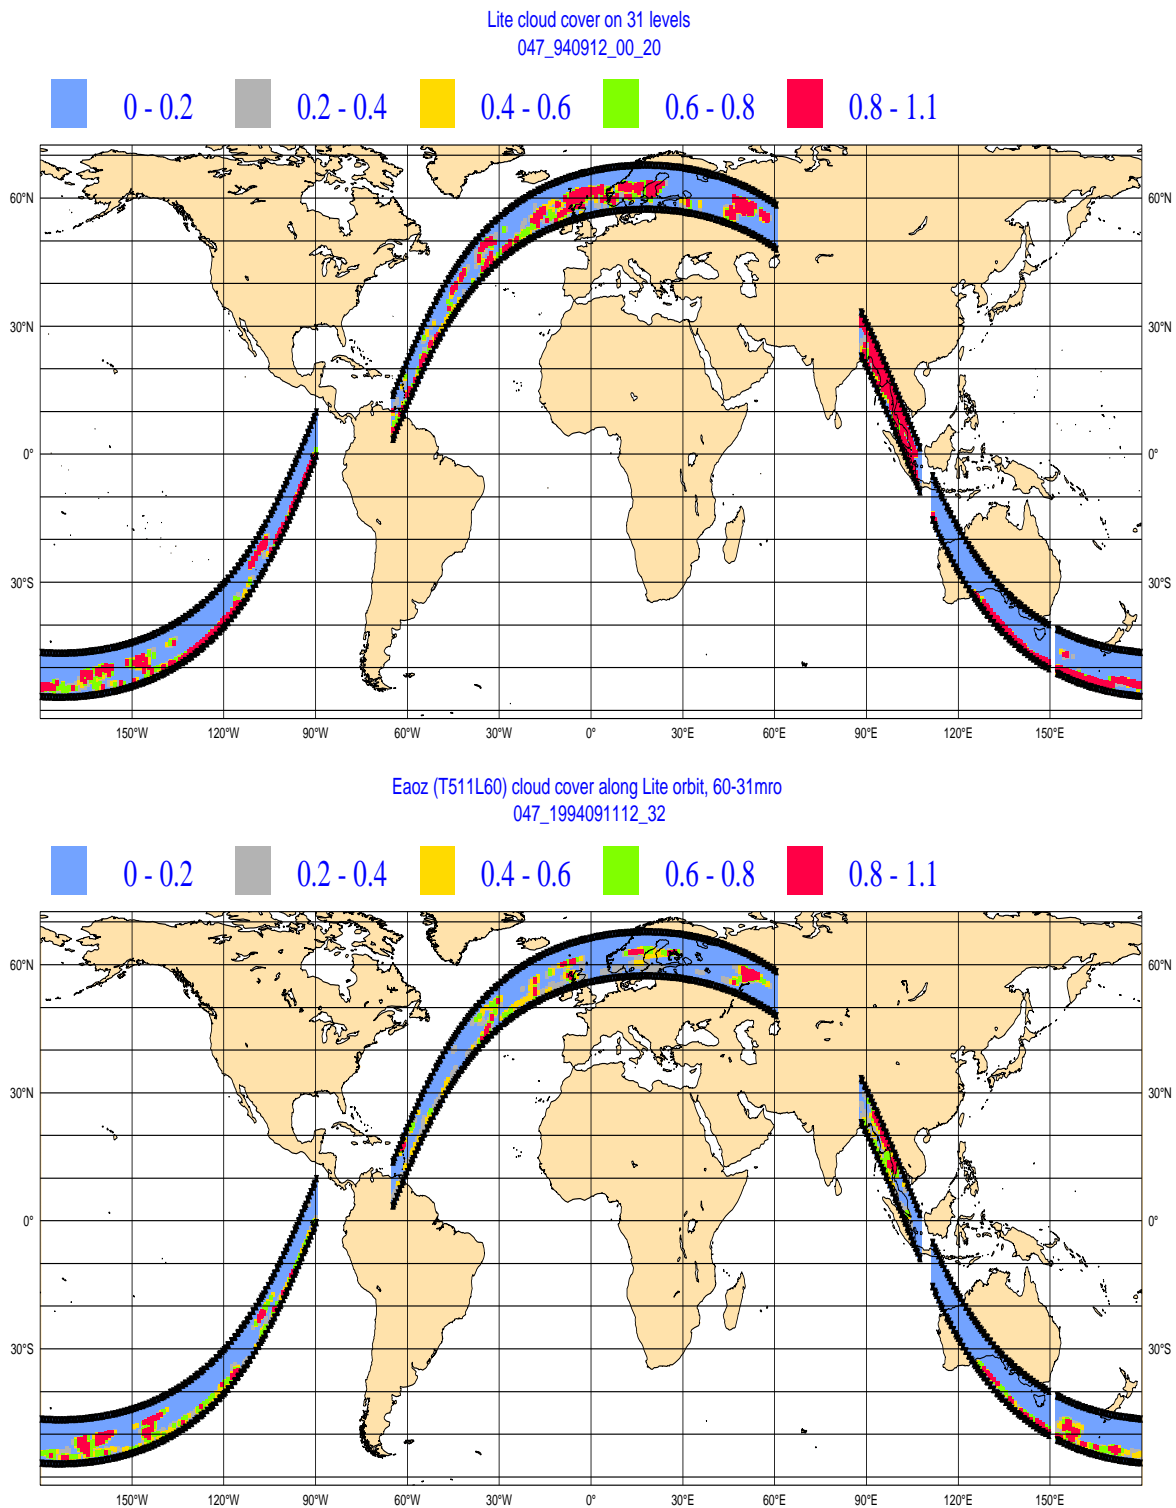 Lite cloud cover on 31 levels
047_940912_00_20
0 - 0.2 0.2 - 0.4 0.4 - 0.6 0.6 - 0.8 0.8 - 1.1
60°N 60°N
30°N 30°N
0° 0°
30°S 30°S
150°W 120°W 90°W 60°W 30°W 0° 30°E 60°E 90°E 120°E 150°E
Eaoz (T511L60) cloud cover along Lite orbit, 60-31mro
047_1994091112_32
0 - 0.2 0.2 - 0.4 0.4 - 0.6 0.6 - 0.8 0.8 - 1.1
60°N 60°N
30°N 30°N
0° 0°
30°S 30°S
150°W 120°W 90°W 60°W 30°W 0° 30°E 60°E 90°E 120°E 150°E